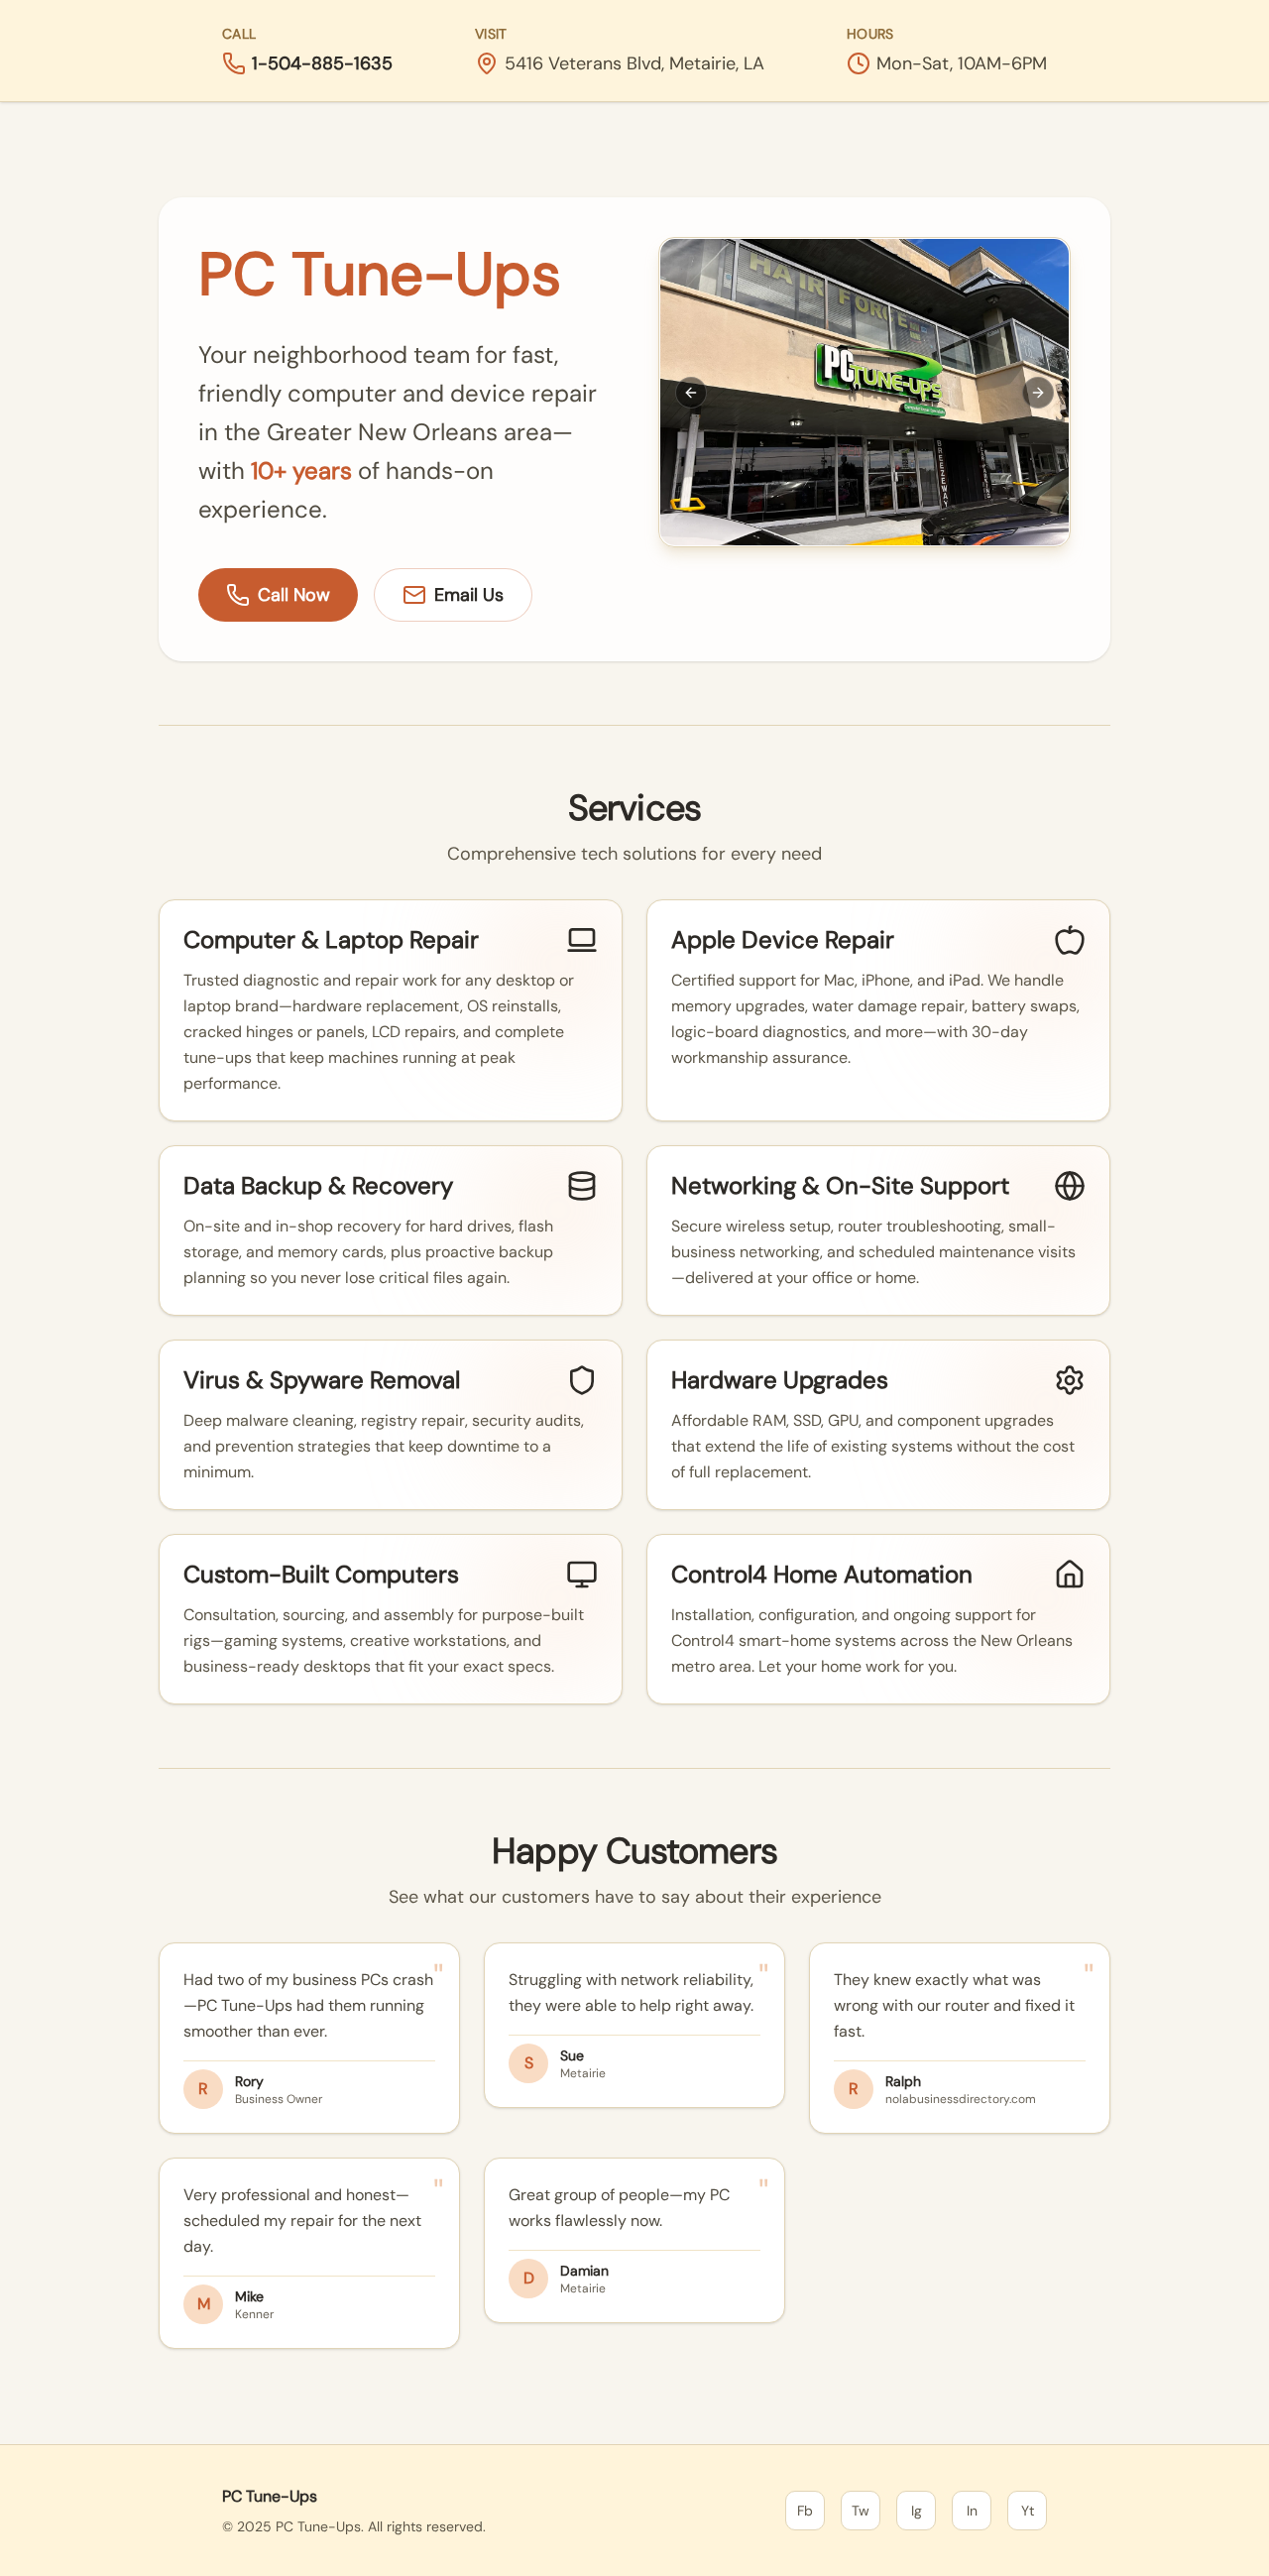 CALL
1-504-885-1635
VISIT
5416 Veterans Blvd, Metairie, LA
HOURS
Mon-Sat, 10AM-6PM
PC Tune-Ups
Your neighborhood team for fast,
friendly computer and device repair
in the Greater New Orleans area—
with 10+ years of hands-on
experience.
Call Now
Email Us
HAIR FORCE
PC
TUNE-UPS
BREEZEWAY
Services
Comprehensive tech solutions for every need
Computer & Laptop Repair
Trusted diagnostic and repair work for any desktop or
laptop brand—hardware replacement, OS reinstalls,
cracked hinges or panels, LCD repairs, and complete
tune-ups that keep machines running at peak
performance.
Apple Device Repair
Certified support for Mac, iPhone, and iPad. We handle
memory upgrades, water damage repair, battery swaps,
logic-board diagnostics, and more—with 30-day
workmanship assurance.
Data Backup & Recovery
On-site and in-shop recovery for hard drives, flash
storage, and memory cards, plus proactive backup
planning so you never lose critical files again.
Networking & On-Site Support
Secure wireless setup, router troubleshooting, small-
business networking, and scheduled maintenance visits
—delivered at your office or home.
Virus & Spyware Removal
Deep malware cleaning, registry repair, security audits,
and prevention strategies that keep downtime to a
minimum.
Hardware Upgrades
Affordable RAM, SSD, GPU, and component upgrades
that extend the life of existing systems without the cost
of full replacement.
Custom-Built Computers
Consultation, sourcing, and assembly for purpose-built
rigs—gaming systems, creative workstations, and
business-ready desktops that fit your exact specs.
Control4 Home Automation
Installation, configuration, and ongoing support for
Control4 smart-home systems across the New Orleans
metro area. Let your home work for you.
Happy Customers
See what our customers have to say about their experience
"
Had two of my business PCs crash
—PC Tune-Ups had them running
smoother than ever.
R
Rory
Business Owner
"
Struggling with network reliability,
they were able to help right away.
S
Sue
Metairie
"
They knew exactly what was
wrong with our router and fixed it
fast.
R
Ralph
nolabusinessdirectory.com
"
Very professional and honest—
scheduled my repair for the next
day.
M
Mike
Kenner
"
Great group of people—my PC
works flawlessly now.
D
Damian
Metairie
PC Tune-Ups
© 2025 PC Tune-Ups. All rights reserved.
Fb
Tw
Ig
In
Yt